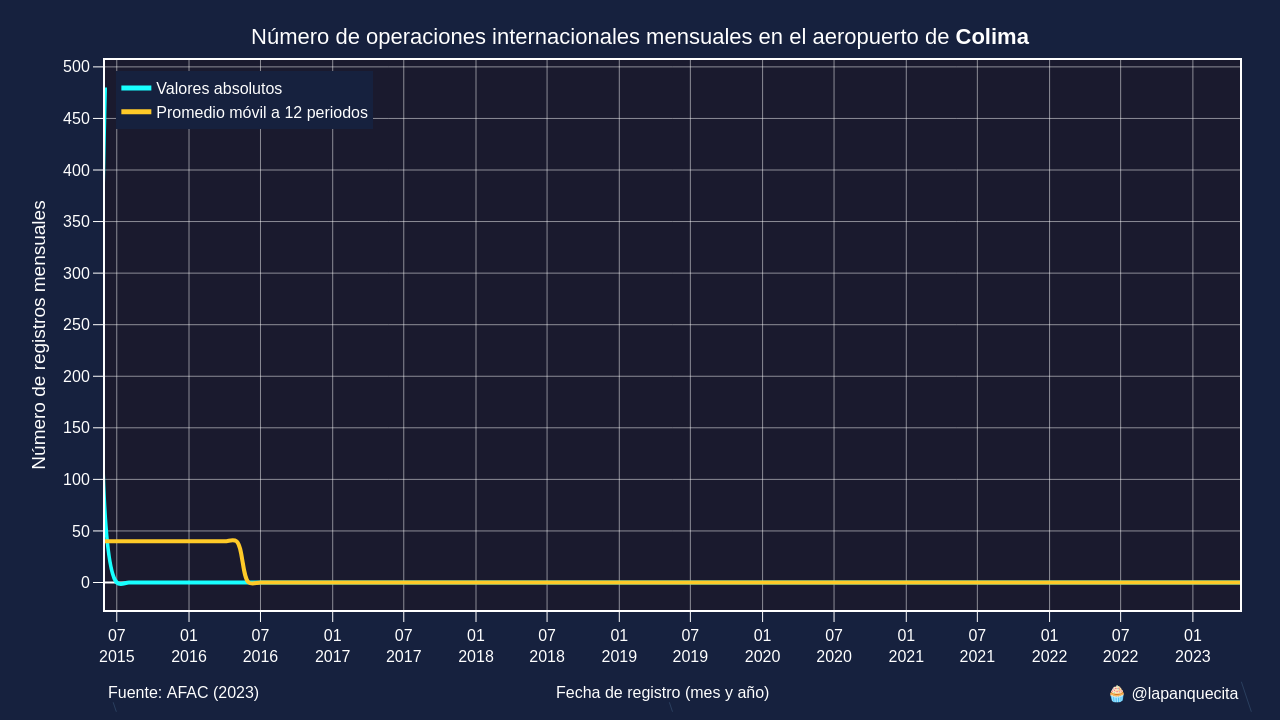 Número de operaciones internacionales mensuales en el aeropuerto de Colima
Valores absolutos
Promedio móvil a 12 periodos
Número de registros mensuales
500
450
400
350
300
250
200
150
100
50
0
07 01 07 01 07 01 07 01 07 01 07 01 07 01 07 01
2015 2016 2016 2017 2017 2018 2018 2019 2019 2020 2020 2021 2021 2022 2022 2023
Fuente: AFAC (2023) Fecha de registro (mes y año) 🧁 @lapanquecita